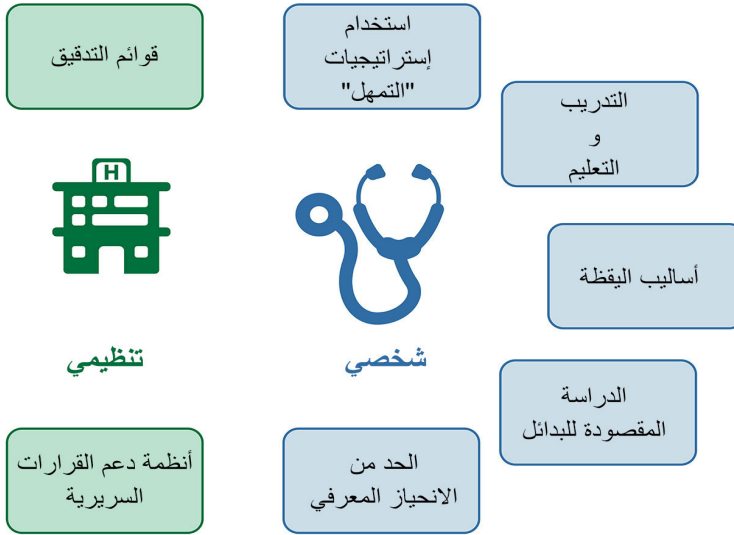 استخدام
إستراتيجيات
"التمهل"
قوائم التدقيق
التدريب
و
التعليم
H
أساليب اليقظة
شخصي
تنظيمي
الدراسة
المقصودة للبدائل
الحد من
الانحياز المعرفي
أنظمة دعم القرارات
السريرية